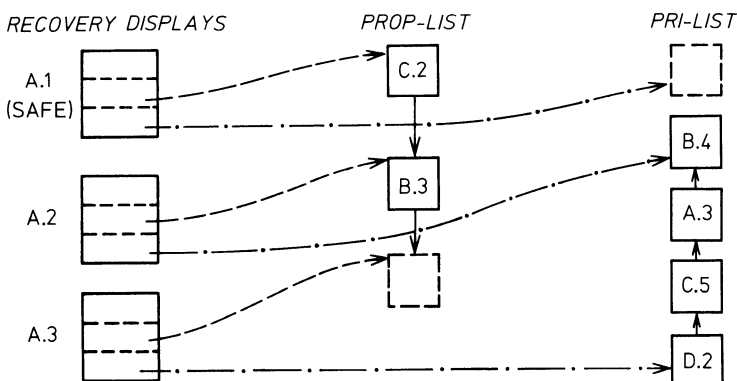 RECOVERY DISPLAYS PROP-LIST PRI-LIST
A.1
(SAFE)
C.2
B.4
A.2
B.3
A.3
C.5
A.3
D.2